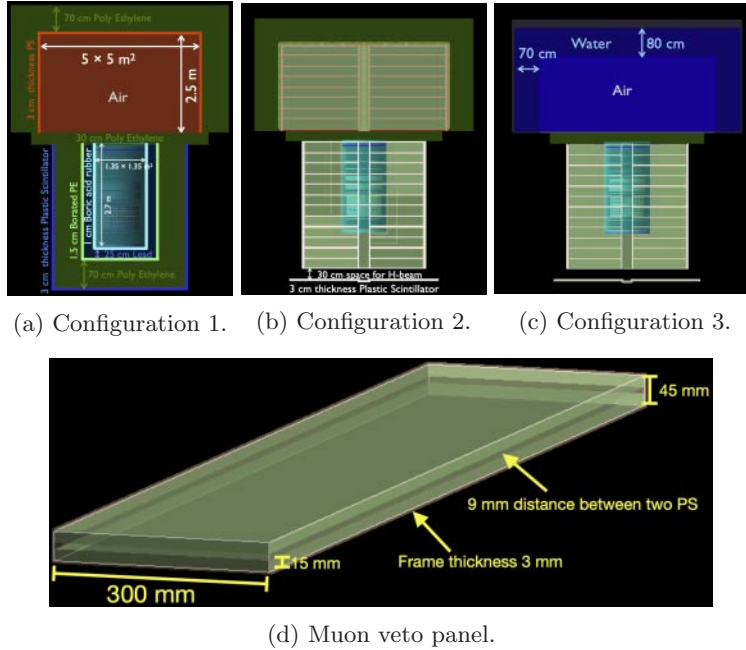 70 cm Poly Ethylene
3 cm thickness PS
5 × 5 m²
2.5 m
Air
30 cm Poly Ethylene
1.35 × 1.35 m²
3 cm thickness Plastic Scintillator
1.5 cm Borated PE
1 cm Boric acid rubber
2.7 m
25 cm Lead
70 cm Poly Ethylene
30 cm space for H-beam
3 cm thickness Plastic Scintillator
Water
80 cm
70 cm
Air
(a) Configuration 1.
(b) Configuration 2.
(c) Configuration 3.
45 mm
9 mm distance between two PS
Frame thickness 3 mm
15 mm
300 mm
(d) Muon veto panel.